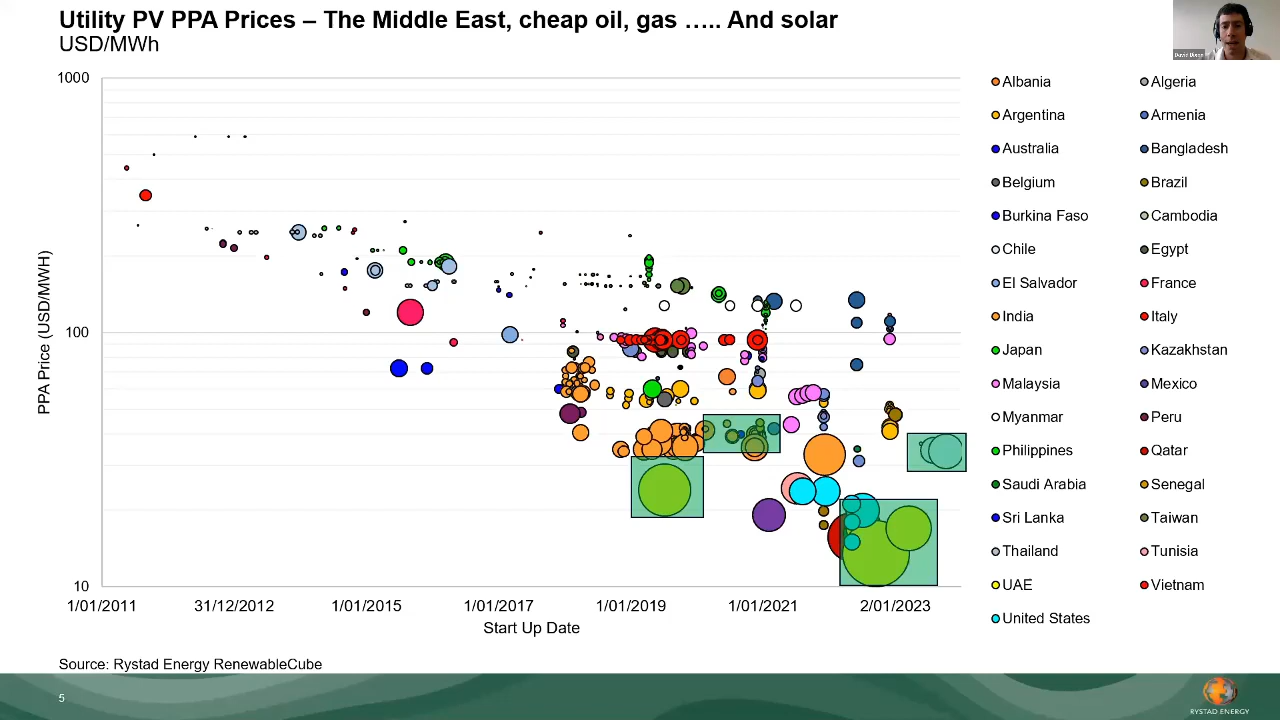 Utility PV PPA Prices – The Middle East, cheap oil, gas ….. And solar
USD/MWh
David Dixon
1000
100
10
PPA Price (USD/MWH)
1/01/2011
31/12/2012
1/01/2015
1/01/2017
1/01/2019
1/01/2021
2/01/2023
Start Up Date
Albania
Algeria
Argentina
Armenia
Australia
Bangladesh
Belgium
Brazil
Burkina Faso
Cambodia
Chile
Egypt
El Salvador
France
India
Italy
Japan
Kazakhstan
Malaysia
Mexico
Myanmar
Peru
Philippines
Qatar
Saudi Arabia
Senegal
Sri Lanka
Taiwan
Thailand
Tunisia
UAE
Vietnam
United States
Source: Rystad Energy RenewableCube
5
RYSTAD ENERGY